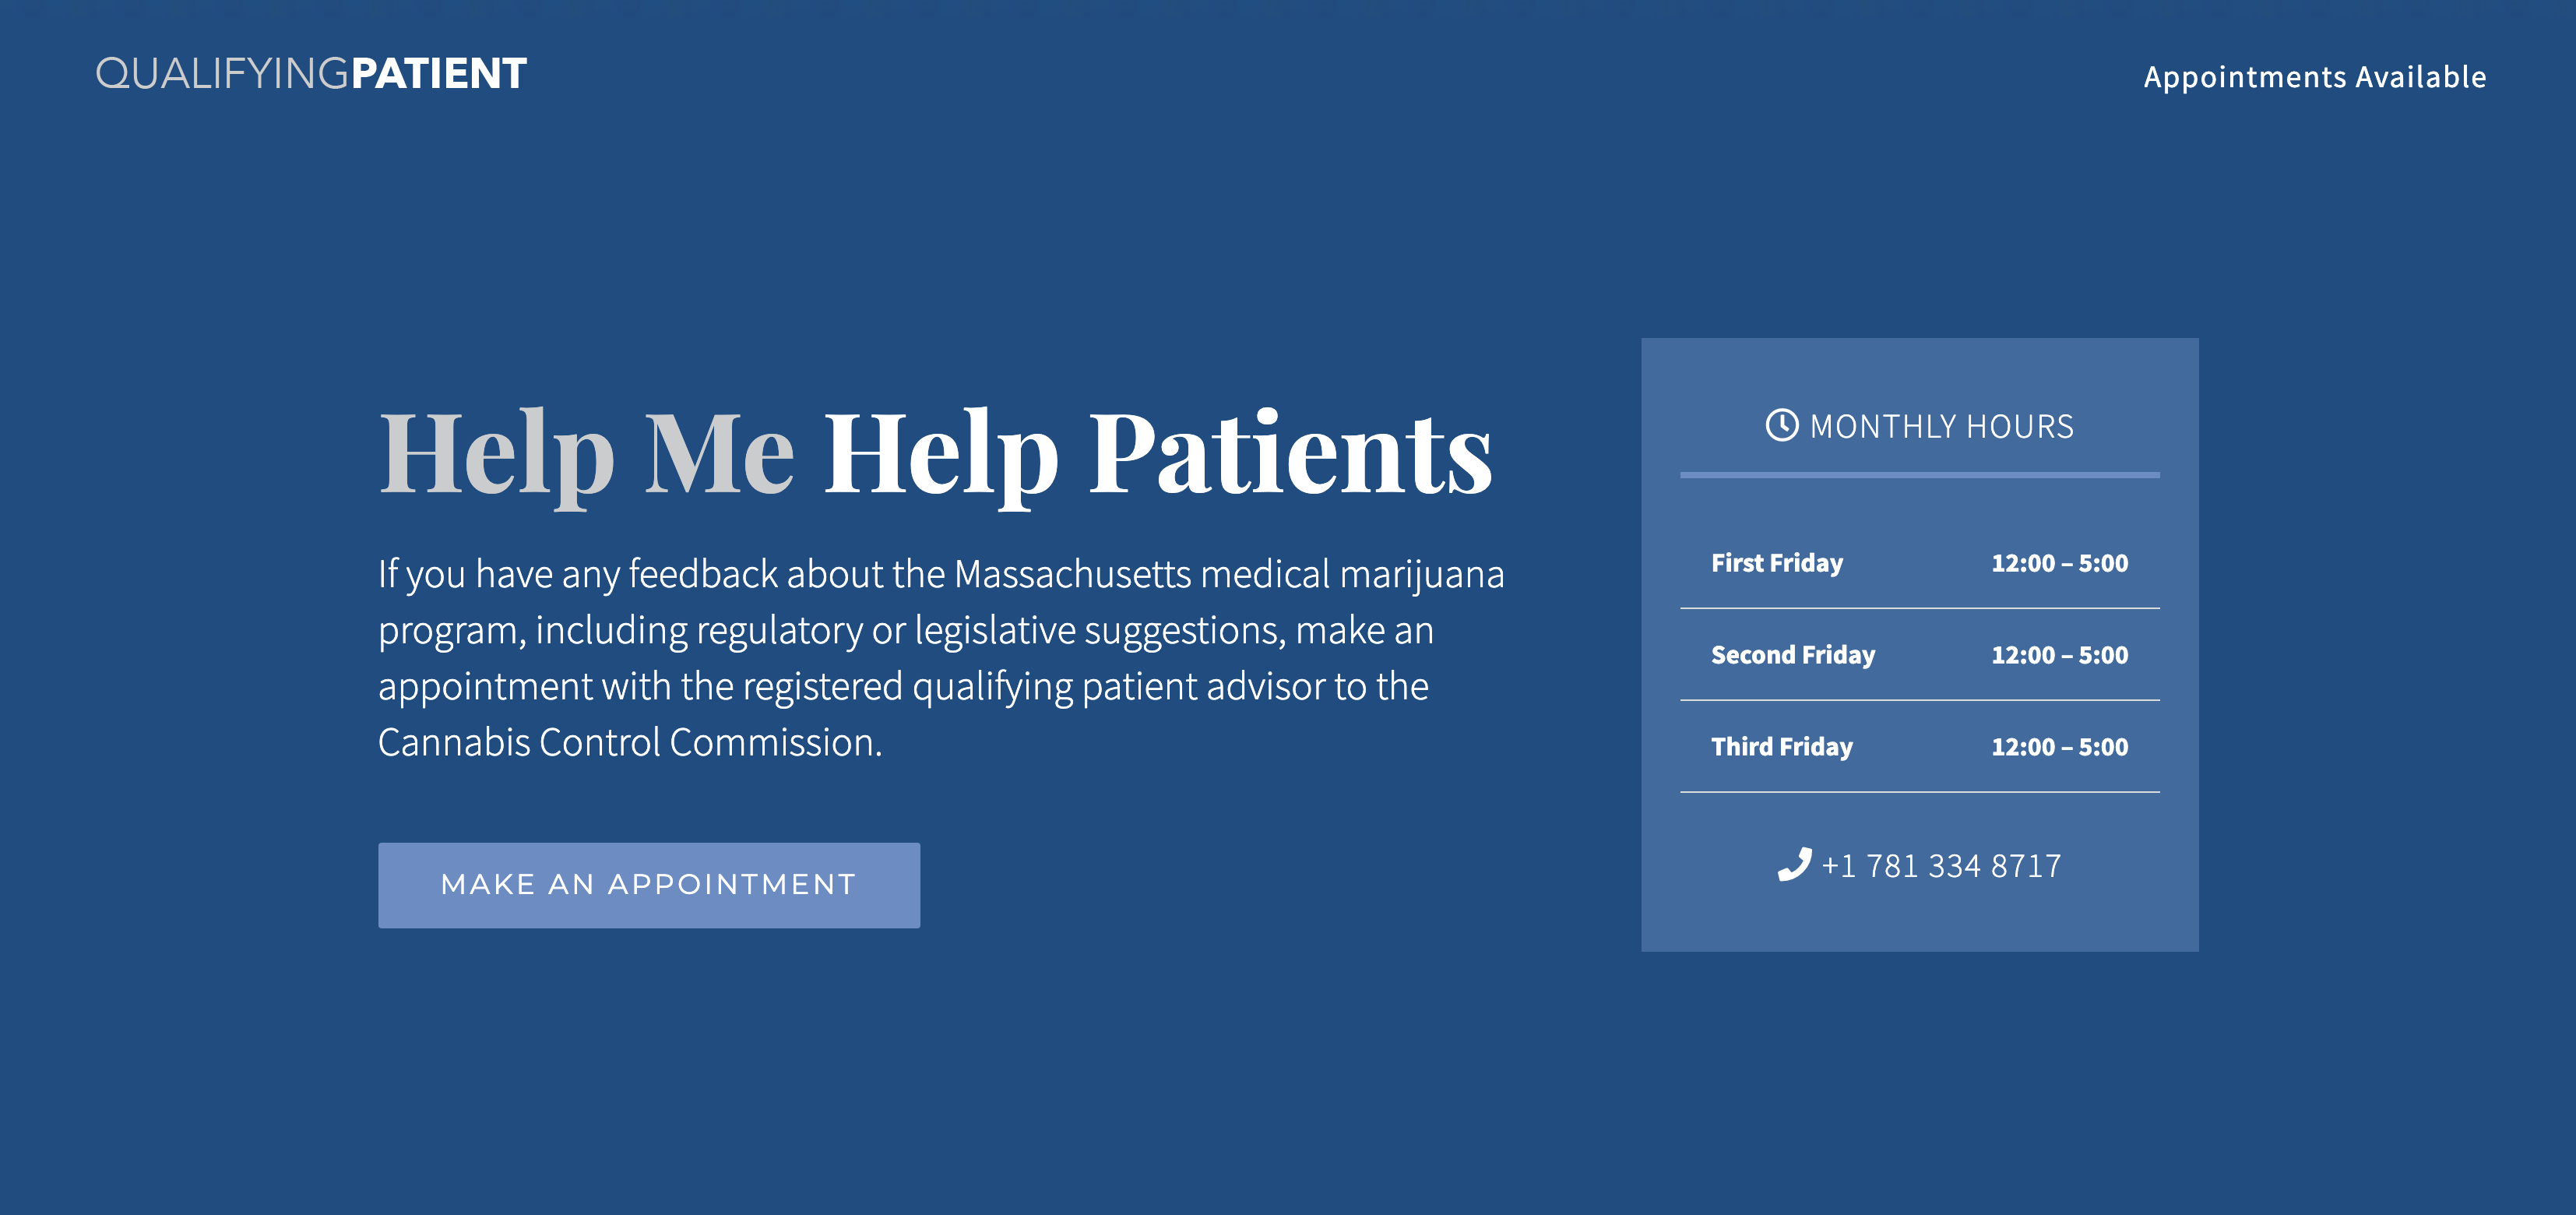 QUALIFYINGPATIENT
Appointments Available
Help Me Help Patients
If you have any feedback about the Massachusetts medical marijuana
program, including regulatory or legislative suggestions, make an
appointment with the registered qualifying patient advisor to the
Cannabis Control Commission.
MAKE AN APPOINTMENT
MONTHLY HOURS
First Friday 12:00 – 5:00
Second Friday 12:00 – 5:00
Third Friday 12:00 – 5:00
+1 781 334 8717